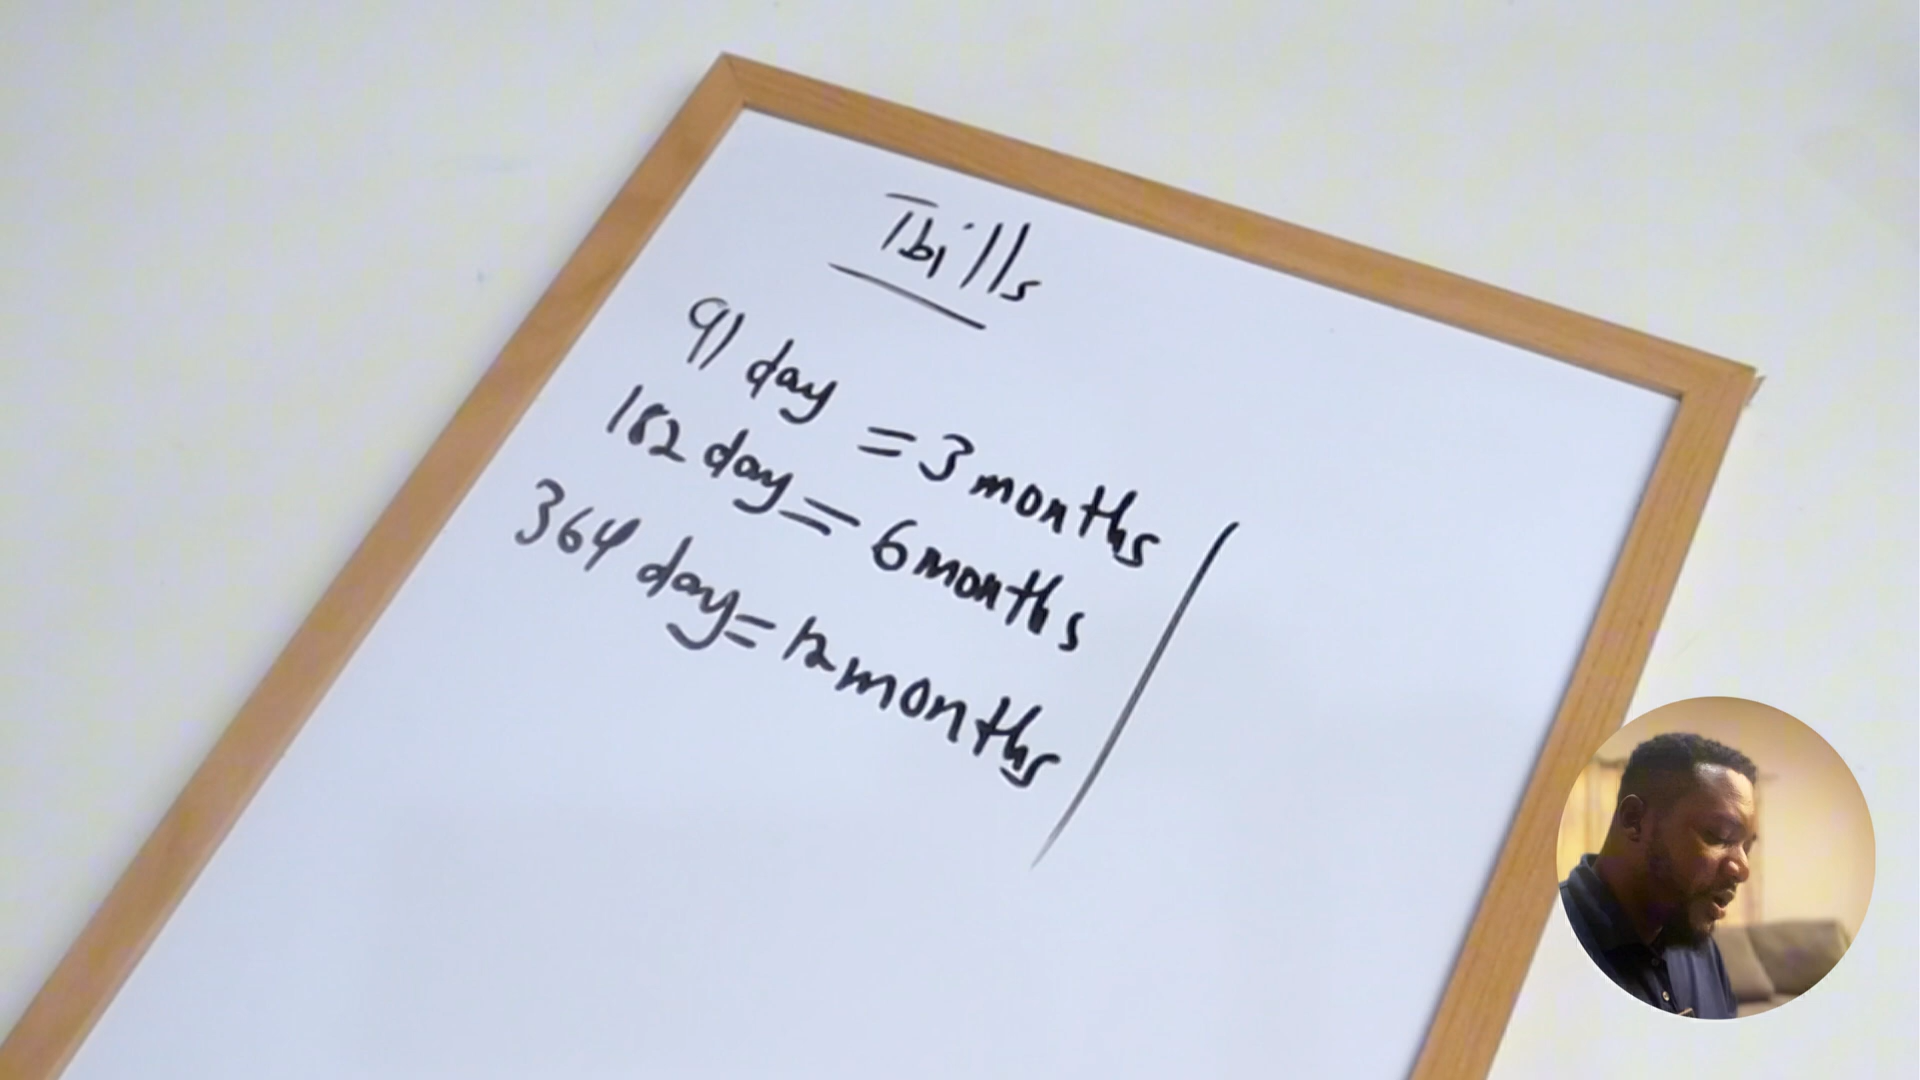 Tbills
91 day = 3 months
182 day = 6 months
364 day = 12 months